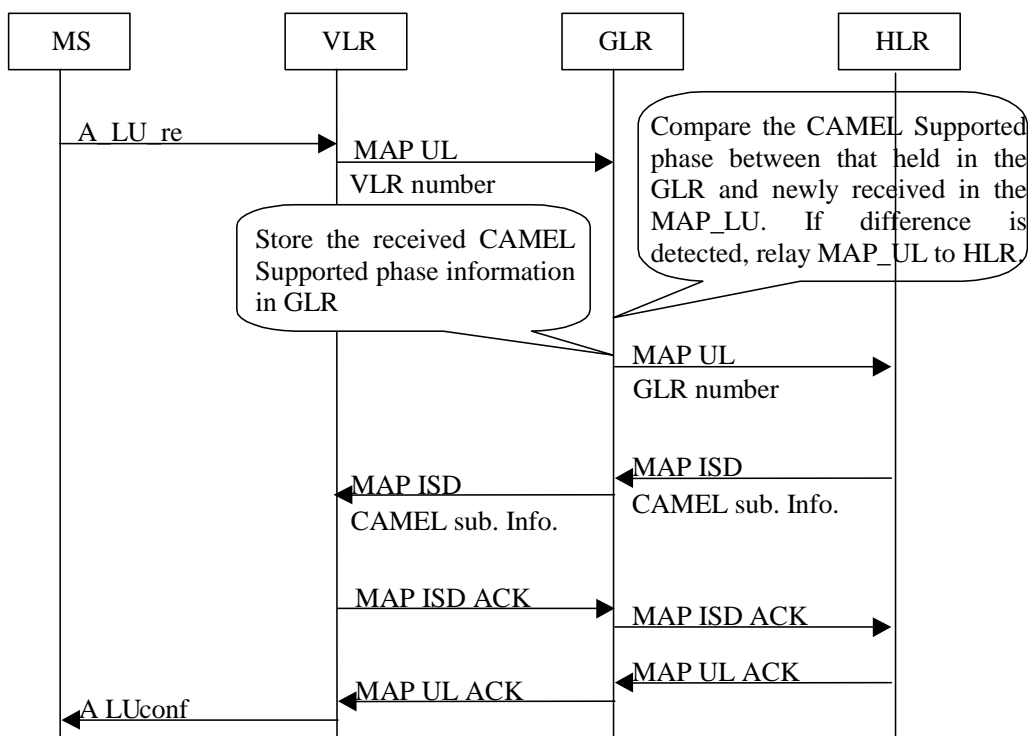 MS
VLR
GLR
HLR
A_LU_re
MAP UL
VLR number
Compare the CAMEL Supported
phase between that held in the
GLR and newly received in the
MAP_LU. If difference is
detected, relay MAP_UL to HLR.
Store the received CAMEL
Supported phase information
in GLR
MAP UL
GLR number
MAP ISD
CAMEL sub. Info.
MAP ISD
CAMEL sub. Info.
MAP ISD ACK
MAP ISD ACK
MAP UL ACK
MAP UL ACK
A LUconf